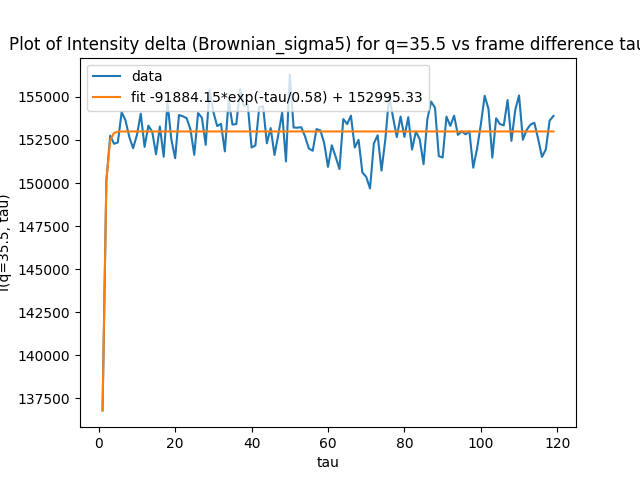 Plot of Intensity delta (Brownian_sigma5) for q=35.5 vs frame difference tau
data
fit -91884.15*exp(-tau/0.58) + 152995.33
I(q=35.5, tau)
155000
152500
150000
147500
145000
142500
140000
137500
0 20 40 60 80 100 120
tau